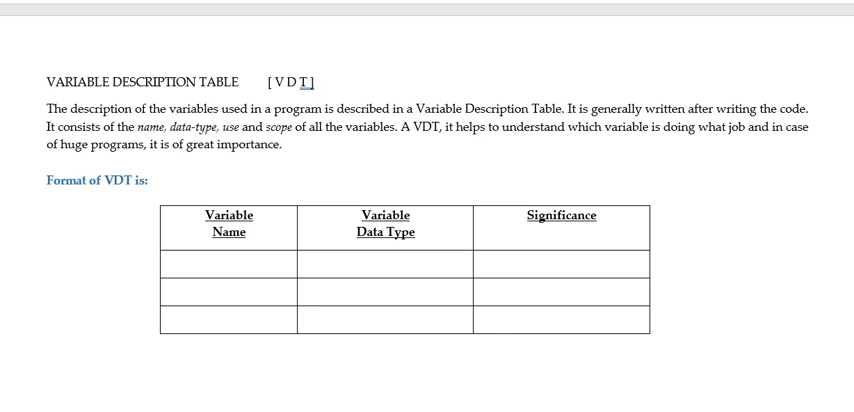 VARIABLE DESCRIPTION TABLE [ V D T ]
The description of the variables used in a program is described in a Variable Description Table. It is generally written after writing the code.
It consists of the name, data-type, use and scope of all the variables. A VDT, it helps to understand which variable is doing what job and in case
of huge programs, it is of great importance.
Format of VDT is:
Variable Name
Variable Data Type
Significance